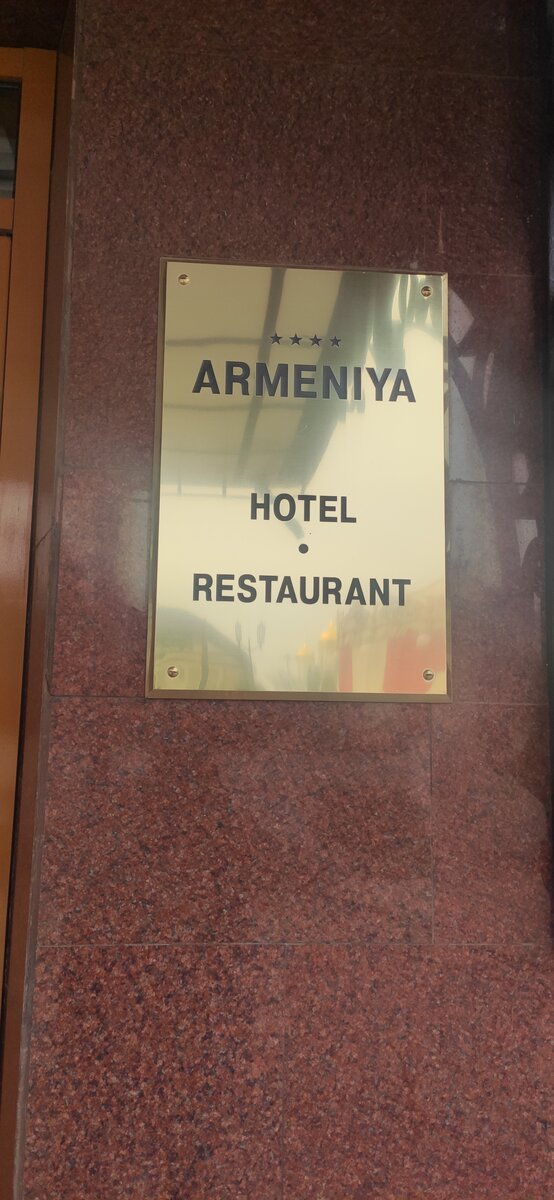 ★★★★
ARMENIYA
HOTEL
•
RESTAURANT